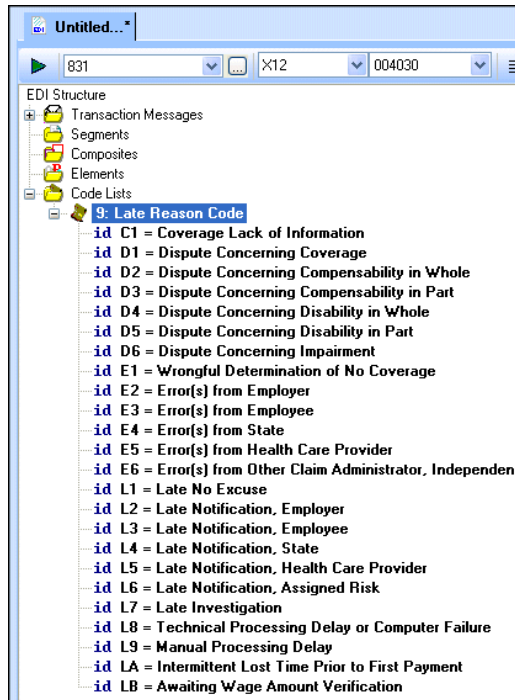 EDI Untitled...*
831 ... X12 004030
EDI Structure
Transaction Messages
Segments
Composites
Elements
Code Lists
9: Late Reason Code
id C1 = Coverage Lack of Information
id D1 = Dispute Concerning Coverage
id D2 = Dispute Concerning Compensability in Whole
id D3 = Dispute Concerning Compensability in Part
id D4 = Dispute Concerning Disability in Whole
id D5 = Dispute Concerning Disability in Part
id D6 = Dispute Concerning Impairment
id E1 = Wrongful Determination of No Coverage
id E2 = Error(s) from Employer
id E3 = Error(s) from Employee
id E4 = Error(s) from State
id E5 = Error(s) from Health Care Provider
id E6 = Error(s) from Other Claim Administrator, Independen
id L1 = Late No Excuse
id L2 = Late Notification, Employer
id L3 = Late Notification, Employee
id L4 = Late Notification, State
id L5 = Late Notification, Health Care Provider
id L6 = Late Notification, Assigned Risk
id L7 = Late Investigation
id L8 = Technical Processing Delay or Computer Failure
id L9 = Manual Processing Delay
id LA = Intermittent Lost Time Prior to First Payment
id LB = Awaiting Wage Amount Verification